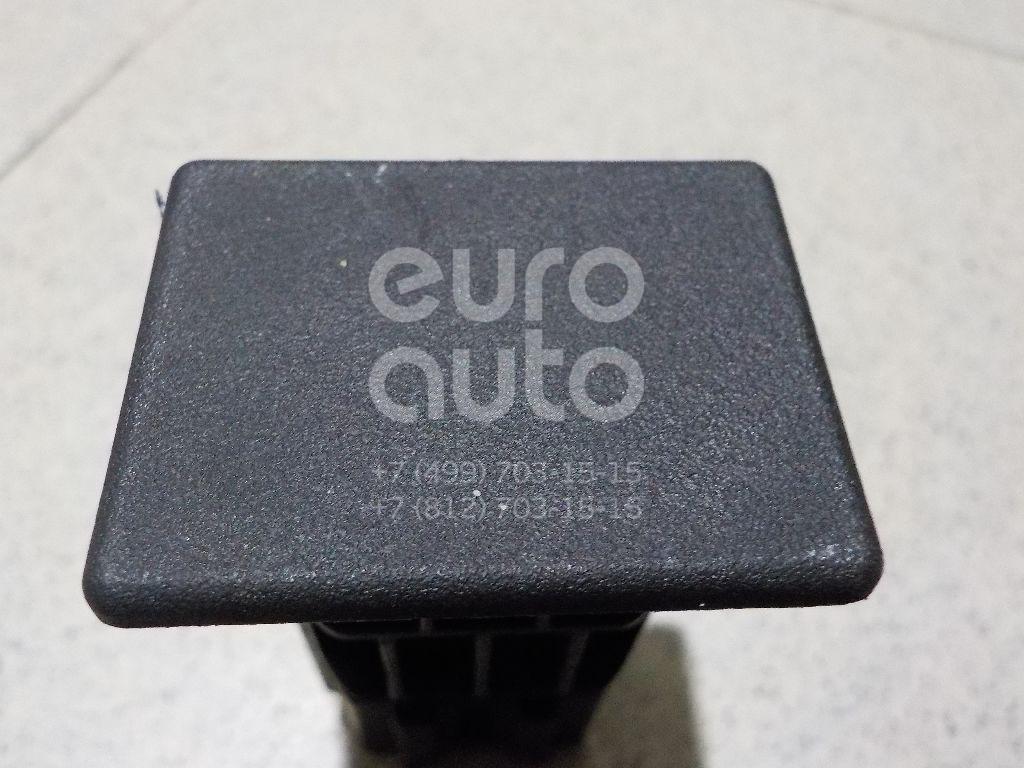 euro
auto
+7 (499) 703-15-15
+7 (812) 703-15-15